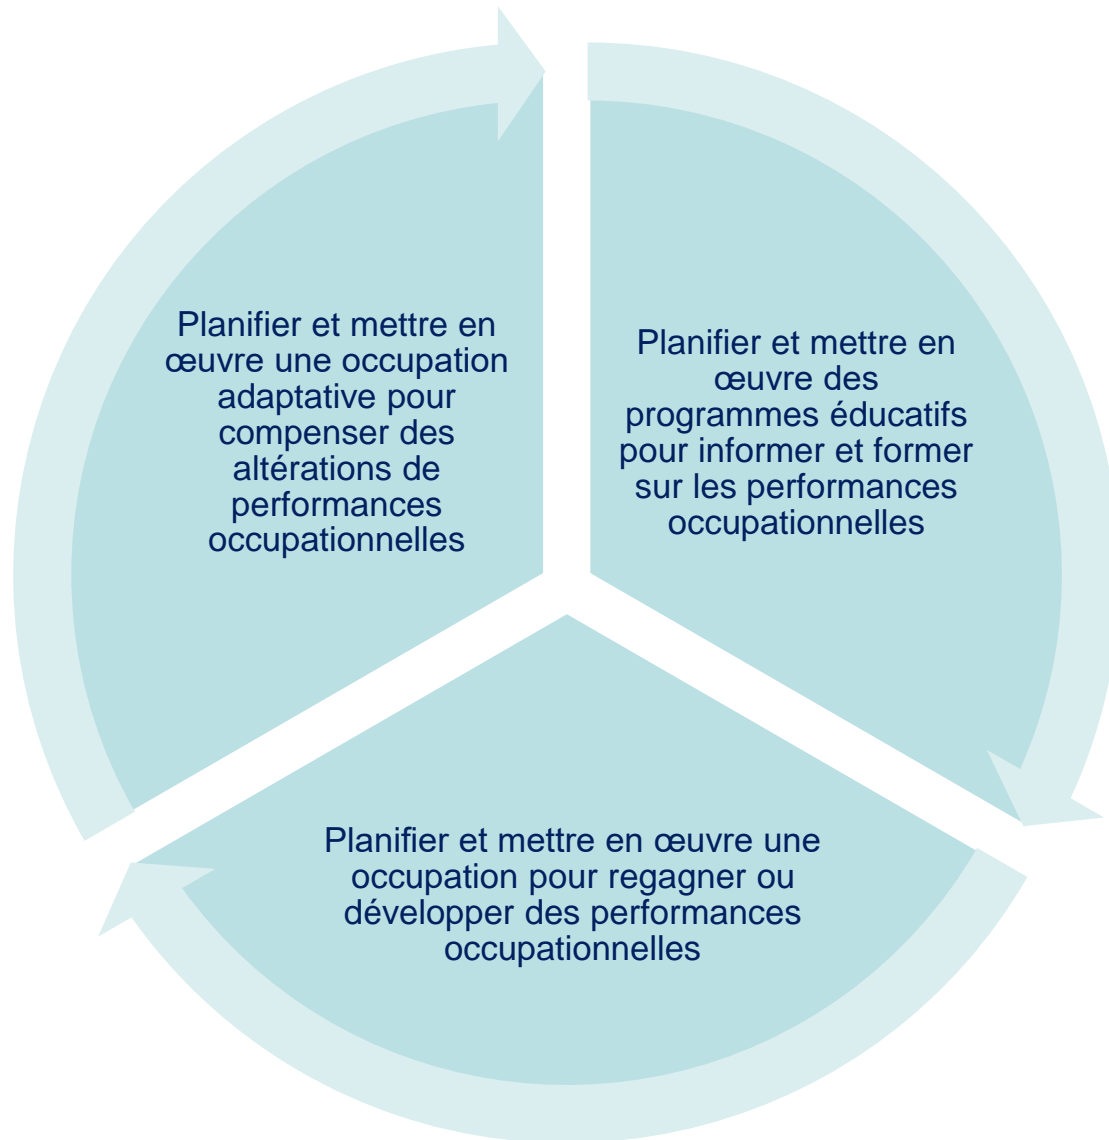 Planifier et mettre en
œuvre une occupation
adaptative pour
compenser des
altérations de
performances
occupationnelles
Planifier et mettre en
œuvre des
programmes éducatifs
pour informer et former
sur les performances
occupationnelles
Planifier et mettre en œuvre une
occupation pour regagner ou
développer des performances
occupationnelles